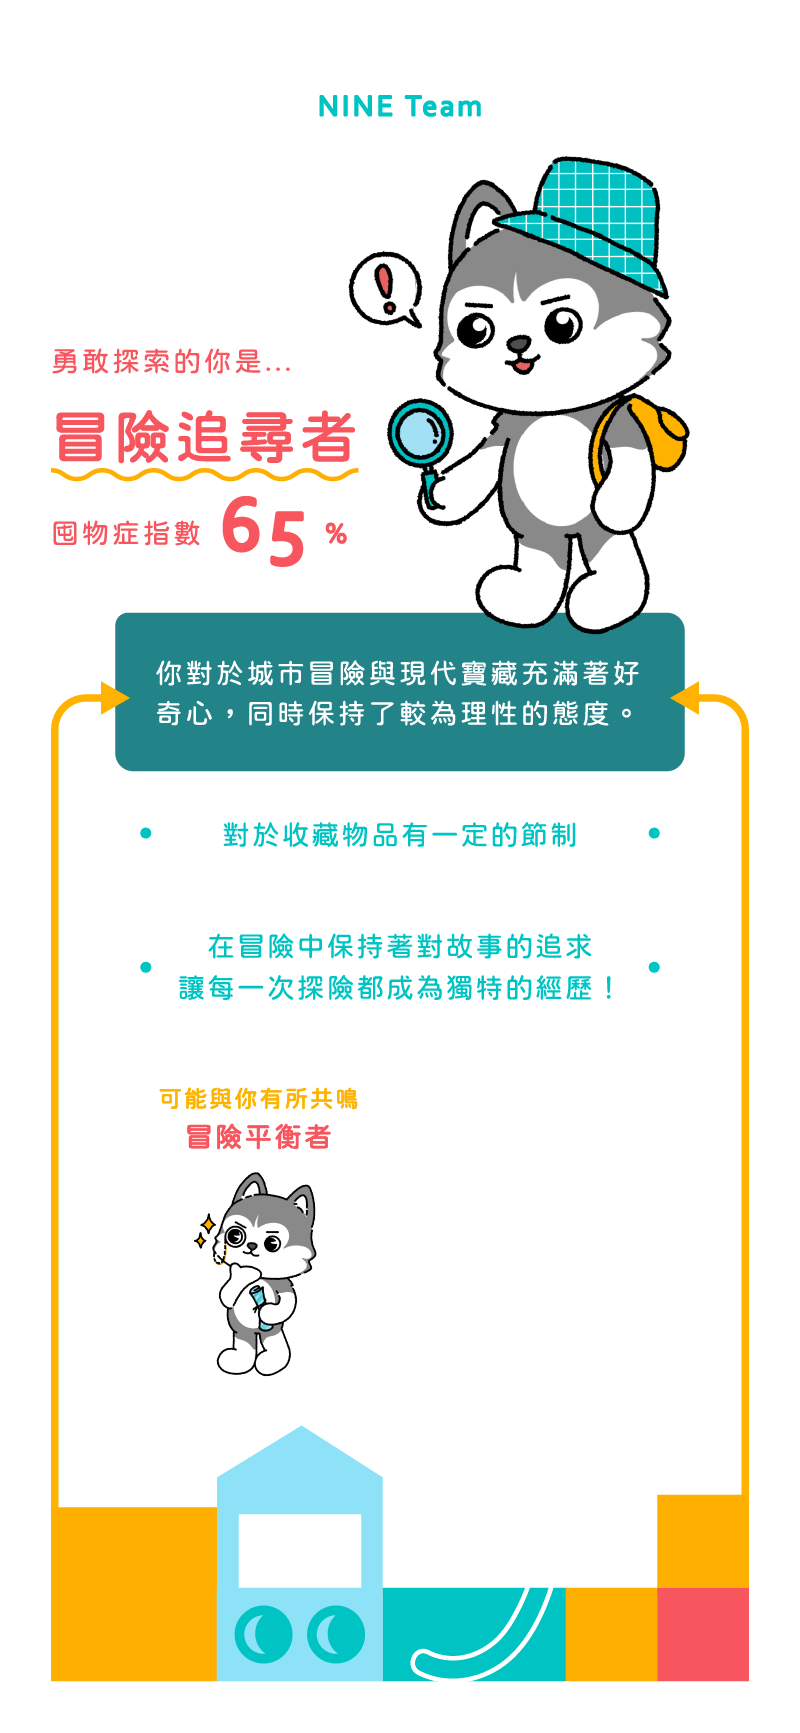 NINE Team
勇敢探索的你是...
冒險追尋者
囤物症指數 65 %
你對於城市冒險與現代寶藏充滿著好
奇心，同時保持了較為理性的態度。
• 對於收藏物品有一定的節制 •
在冒險中保持著對故事的追求
• 讓每一次探險都成為獨特的經歷！ •
可能與你有所共鳴
冒險平衡者